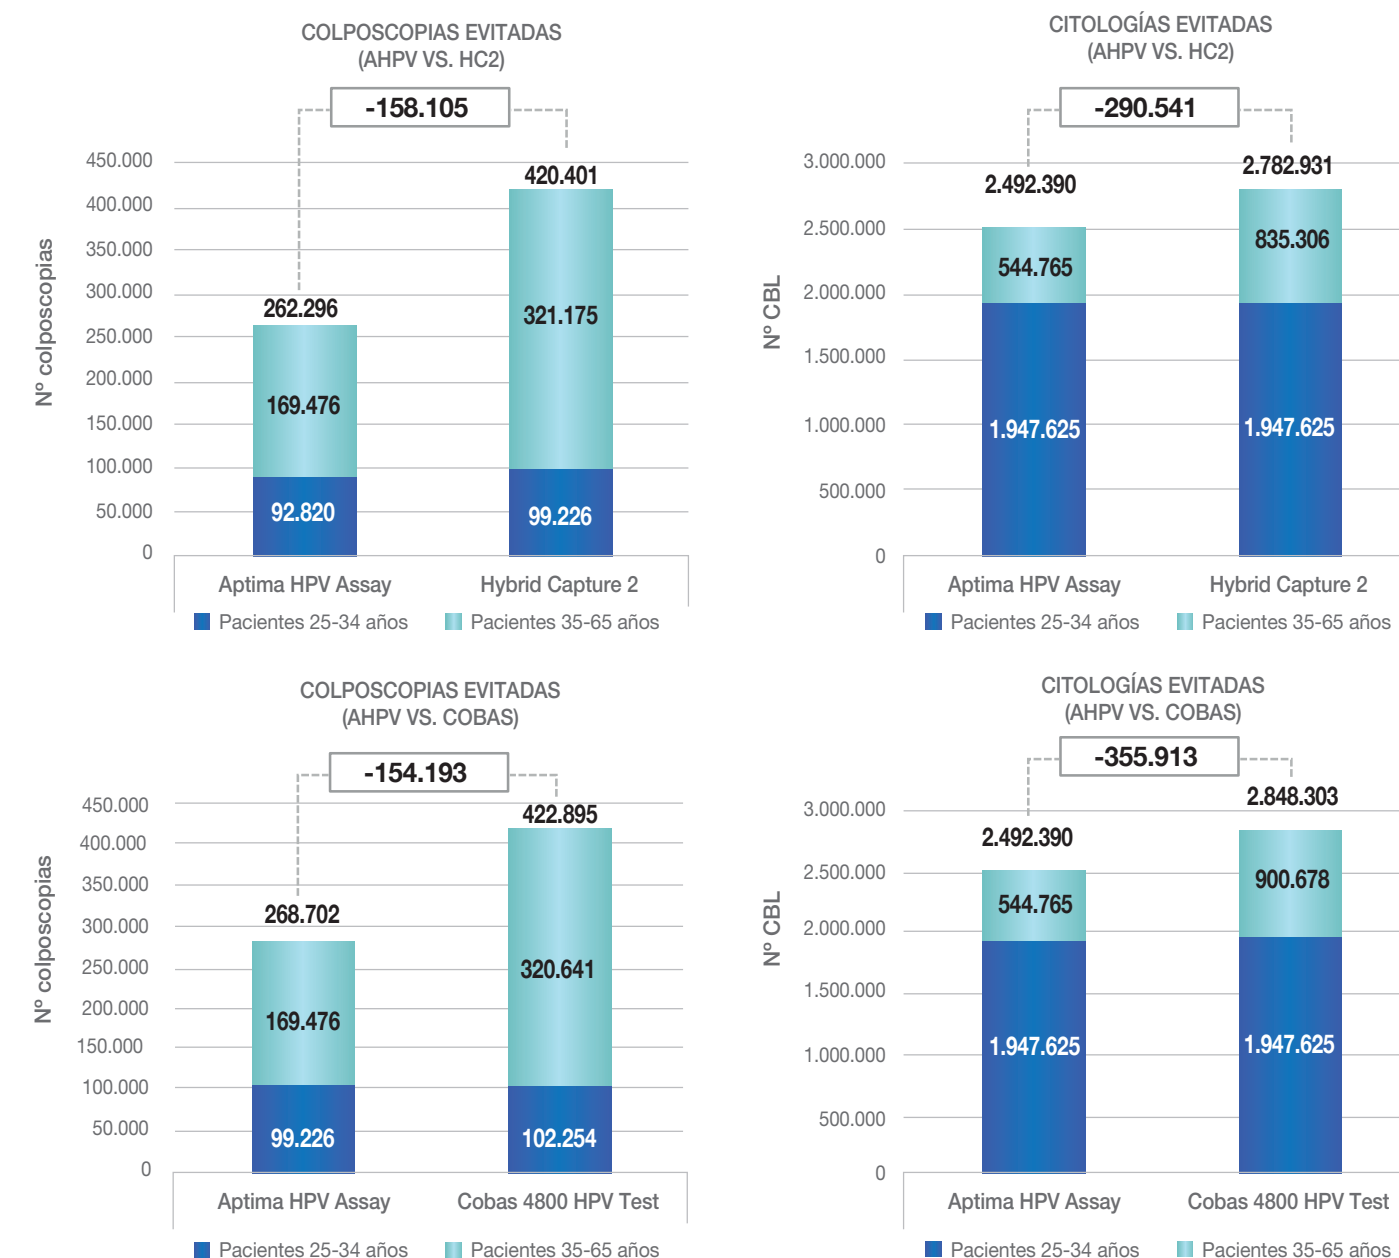 COLPOSCOPIAS EVITADAS
(AHPV VS. HC2)
-158.105
450.000
400.000
350.000
300.000
250.000
200.000
150.000
100.000
50.000
0
Nº colposcopias
262.296
169.476
92.820
420.401
321.175
99.226
Aptima HPV Assay
Hybrid Capture 2
Pacientes 25-34 años
Pacientes 35-65 años
CITOLOGÍAS EVITADAS
(AHPV VS. HC2)
-290.541
3.000.000
2.500.000
2.000.000
1.500.000
1.000.000
500.000
0
Nº CBL
2.492.390
544.765
1.947.625
2.782.931
835.306
1.947.625
Aptima HPV Assay
Hybrid Capture 2
Pacientes 25-34 años
Pacientes 35-65 años
COLPOSCOPIAS EVITADAS
(AHPV VS. COBAS)
-154.193
450.000
400.000
350.000
300.000
250.000
200.000
150.000
100.000
50.000
0
Nº colposcopias
268.702
169.476
99.226
422.895
320.641
102.254
Aptima HPV Assay
Cobas 4800 HPV Test
Pacientes 25-34 años
Pacientes 35-65 años
CITOLOGÍAS EVITADAS
(AHPV VS. COBAS)
-355.913
3.000.000
2.500.000
2.000.000
1.500.000
1.000.000
500.000
0
Nº CBL
2.492.390
544.765
1.947.625
2.848.303
900.678
1.947.625
Aptima HPV Assay
Cobas 4800 HPV Test
Pacientes 25-34 años
Pacientes 35-65 años